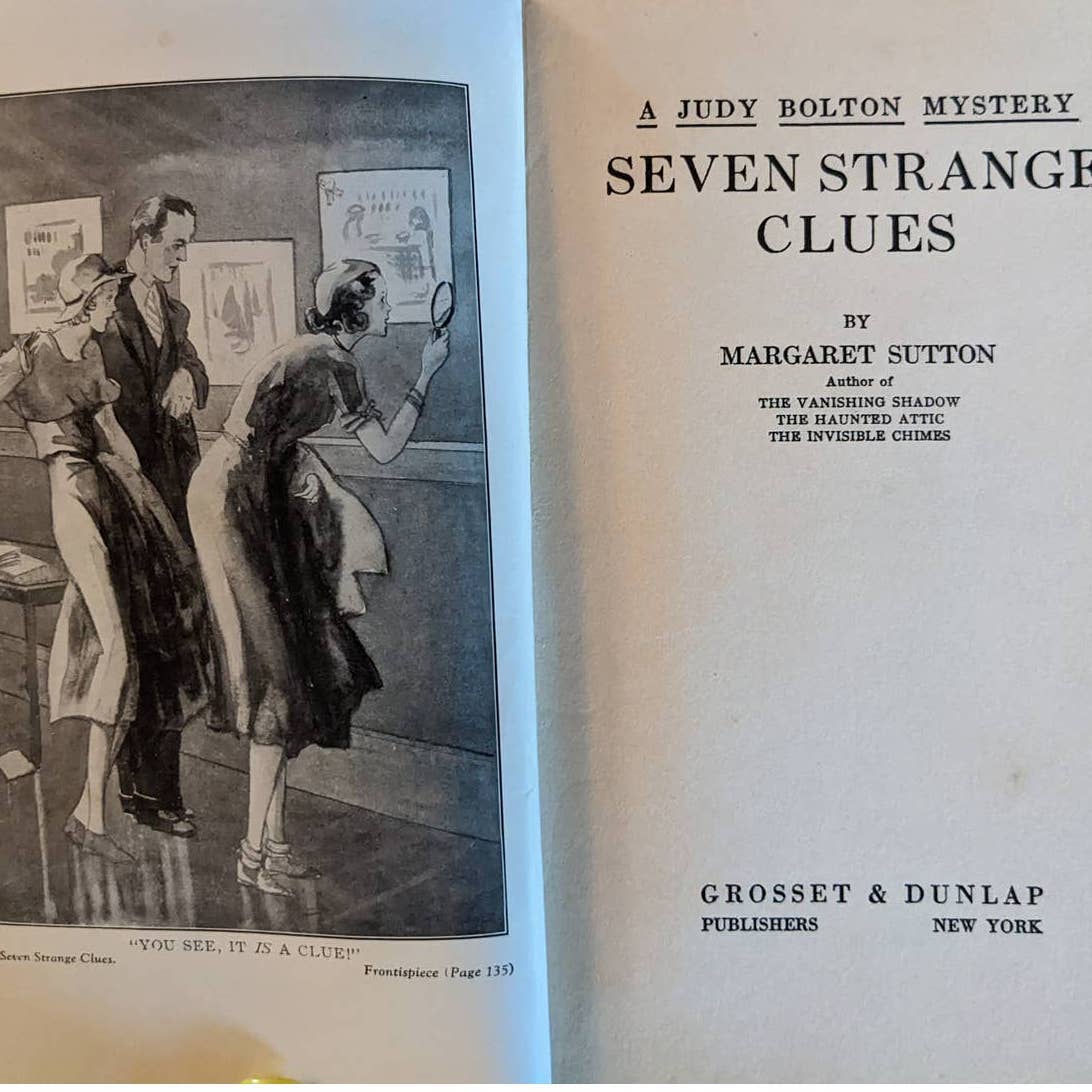 "YOU SEE, IT IS A CLUE!"
Seven Strange Clues.
Frontispiece (Page 135)
A JUDY BOLTON MYSTERY
SEVEN STRANGE
CLUES
BY
MARGARET SUTTON
Author of
THE VANISHING SHADOW
THE HAUNTED ATTIC
THE INVISIBLE CHIMES
GROSSET & DUNLAP
PUBLISHERS NEW YORK